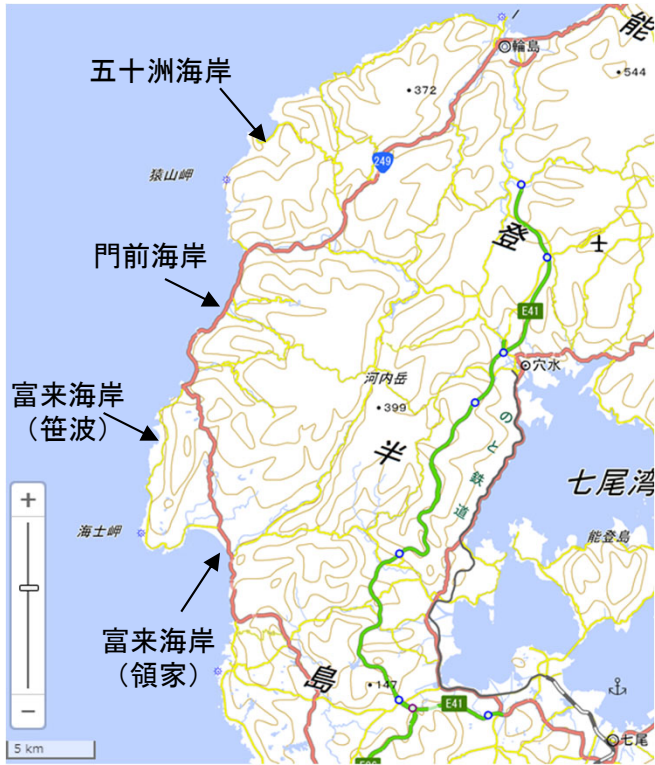 輪島
能
544
五十洲海岸
372
249
猿山岬
登
士
門前海岸
E41
穴水
河内岳
富来海岸
（笹波）
399
のと鉄道
半
七尾湾
＋
海士岬
能登島
富来海岸
（領家）
島
147
E41
－
七尾
5 km